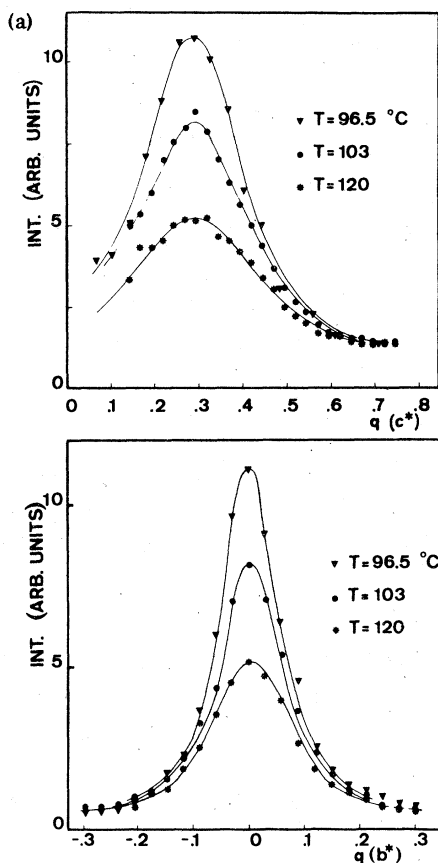 (a)
INT. (ARB. UNITS)
10
5
0
▼ T = 96.5 °C
● T = 103
✱ T = 120
0 .1 .2 .3 .4 .5 .6 .7 .8
q (c*)
INT. (ARB. UNITS)
10
5
0
▼ T = 96.5 °C
● T = 103
✱ T = 120
-.3 -.2 -.1 0 .1 .2 0.3
q (b*)